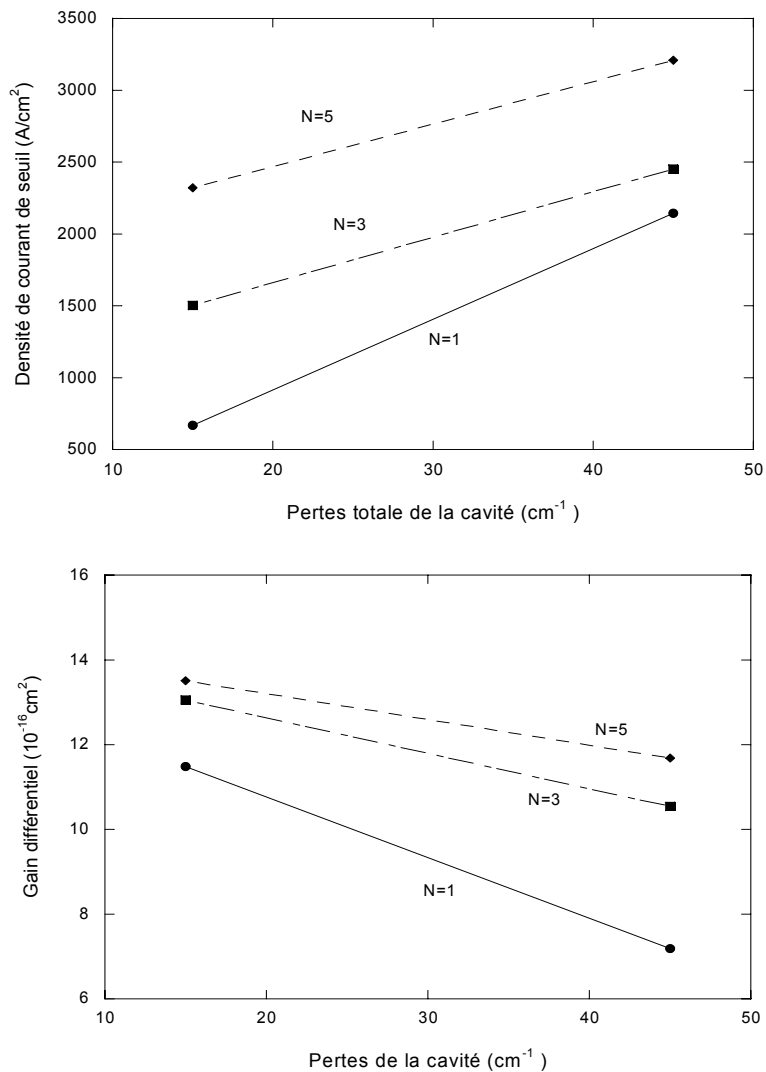 3500
3000
2500
2000
1500
1000
500
Densité de courant de seuil (A/cm²)
N=5
N=3
N=1
10
20
30
40
50
Pertes totale de la cavité (cm⁻¹ )
16
14
12
10
8
6
Gain différentiel (10⁻¹⁶cm²)
N=5
N=3
N=1
10
20
30
40
50
Pertes de la cavité (cm⁻¹)